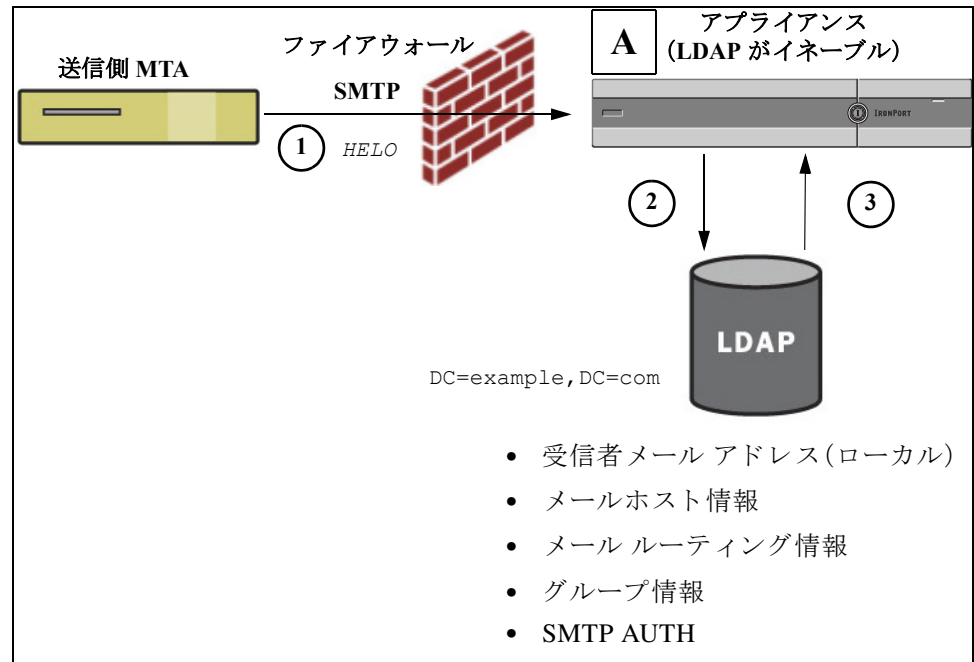 ファイアウォール
アプライアンス
A
(LDAP がイネーブル)
送信側 MTA
SMTP
IRONPORT
1
HELO
2
3
LDAP
DC=example,DC=com
• 受信者メール アドレス(ローカル)
• メールホスト情報
• メール ルーティング情報
• グループ情報
• SMTP AUTH